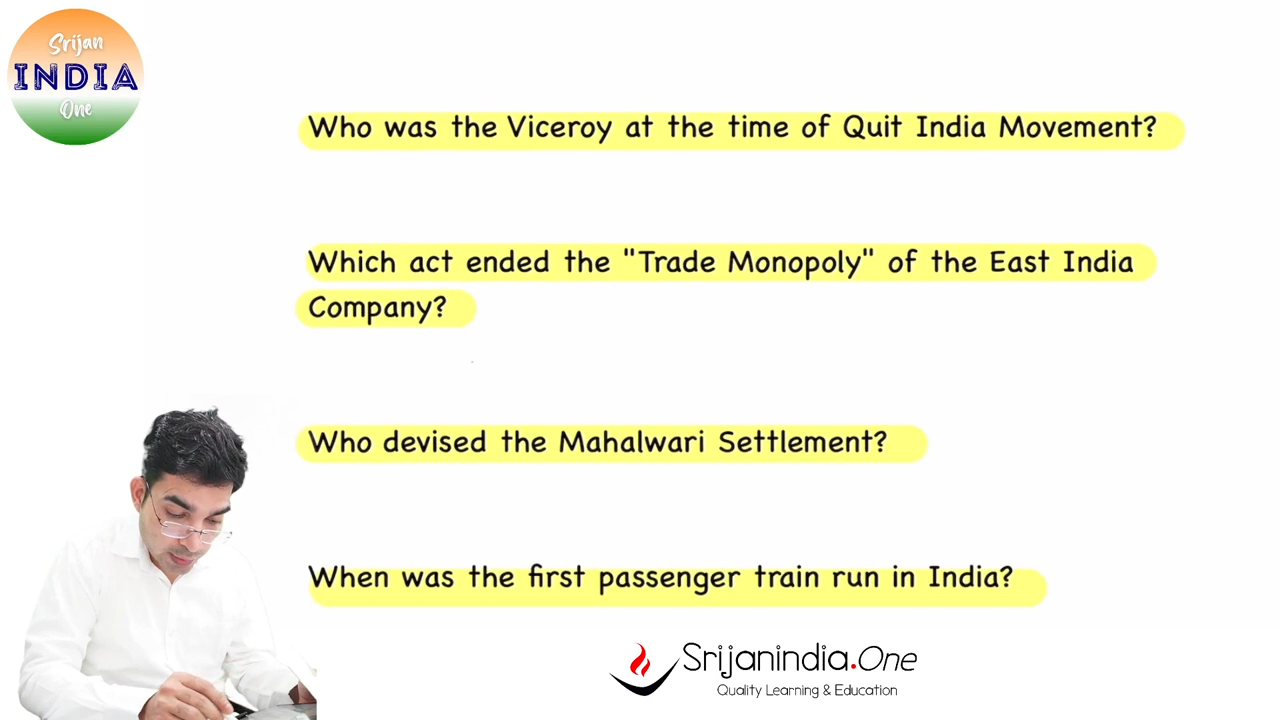 Srijan
INDIA
One
Who was the Viceroy at the time of Quit India Movement?
Which act ended the "Trade Monopoly" of the East India
Company?
Who devised the Mahalwari Settlement?
When was the first passenger train run in India?
Srijanindia.One
Quality Learning & Education